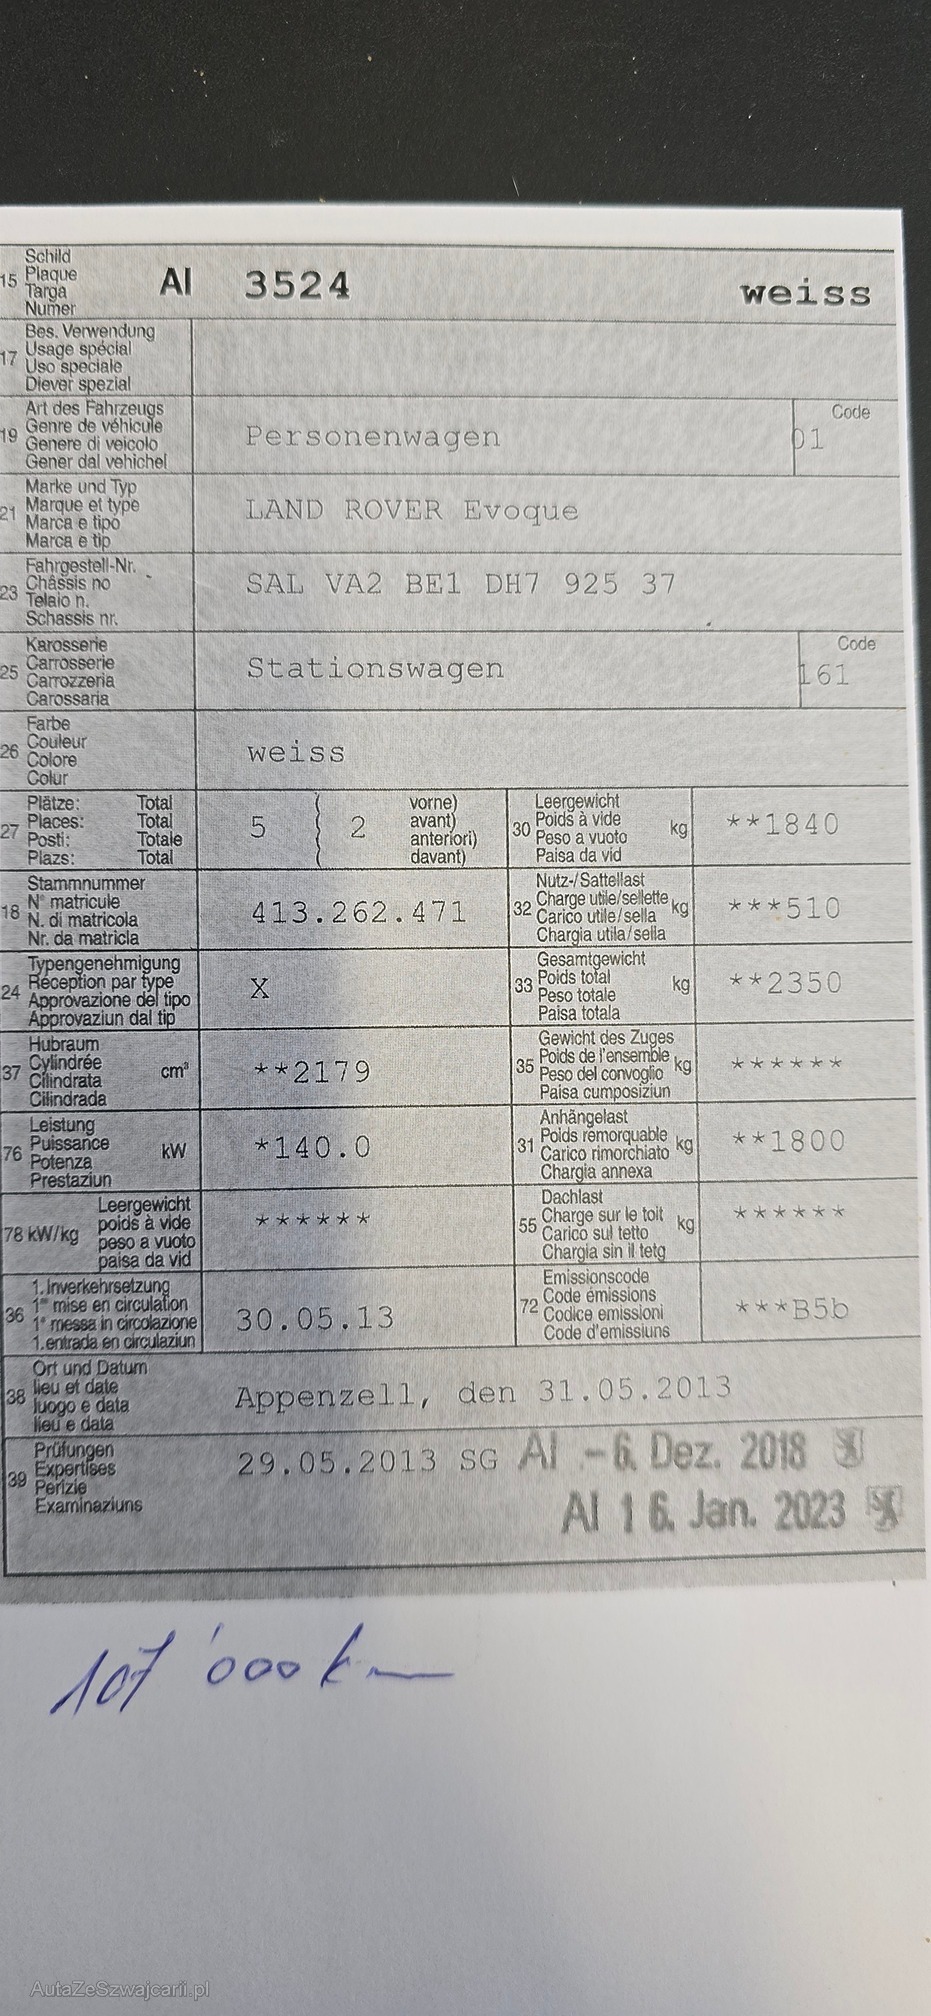 15 Schild
Plaque
Targa
Numer
AI 3524 weiss
17 Bes. Verwendung
Usage spécial
Uso speciale
Diever spezial
19 Art des Fahrzeugs
Genre de véhicule
Genere di veicolo
Gener dal vehichel
Personenwagen
Code
01
21 Marke und Typ
Marque et type
Marca e tipo
Marca e tip
LAND ROVER Evoque
23 Fahrgestell-Nr.
Châssis no
Telaio n.
Schassis nr.
SAL VA2 BE1 DH7 925 37
25 Karosserie
Carrosserie
Carrozzeria
Carossaria
Stationswagen
Code
161
26 Farbe
Couleur
Colore
Colur
weiss
27 Plätze: Total
Places: Total
Posti: Totale
Plazs: Total
5 2
vorne)
avant)
anteriori)
davant)
30 Leergewicht
Poids à vide
Peso a vuoto
Paisa da vid
kg **1840
18 Stammnummer
N° matricule
N. di matricola
Nr. da matricla
413.262.471
32 Nutz-/Sattellast
Charge utile/sellette
Carico utile/sella
Chargia utila/sella
kg ***510
24 Typengenehmigung
Réception par type
Approvazione del tipo
Approvaziun dal tip
X
33 Gesamtgewicht
Poids total
Peso totale
Paisa totala
kg **2350
37 Hubraum
Cylindrée
Cilindrata
Cilindrada
cm³ **2179
35 Gewicht des Zuges
Poids de l'ensemble
Peso del convoglio
Paisa cumposiziun
kg ******
76 Leistung
Puissance
Potenza
Prestaziun
kW *140.0
31 Anhängelast
Poids remorquable
Carico rimorchiato
Chargia annexa
kg **1800
78 kW/kg Leergewicht
poids à vide
peso a vuoto
paisa da vid
******
55 Dachlast
Charge sur le toit
Carico sul tetto
Chargia sin il tetg
kg ******
36 1. Inverkehrsetzung
1re mise en circulation
1a messa in circolazione
1. entrada en circulaziun
30.05.13
72 Emissionscode
Code émissions
Codice emissioni
Code d'emissiuns
***B5b
38 Ort und Datum
lieu et date
luogo e data
lieu e data
Appenzell, den 31.05.2013
39 Prüfungen
Expertises
Perizie
Examinaziuns
29.05.2013 SG AI -6. Dez. 2018
AI 16. Jan. 2023
107'000 km
AutaZeSzwajcarii.pl